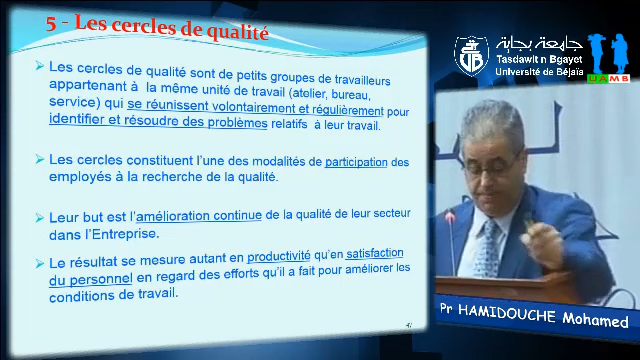 5 - Les cercles de qualité
Les cercles de qualité sont de petits groupes de travailleurs
appartenant à la même unité de travail (atelier, bureau,
service) qui se réunissent volontairement et régulièrement pour
identifier et résoudre des problèmes relatifs à leur travail.
Les cercles constituent l'une des modalités de participation des
employés à la recherche de la qualité.
Leur but est l'amélioration continue de la qualité de leur secteur
dans l'Entreprise.
Le résultat se mesure autant en productivité qu'en satisfaction
du personnel en regard des efforts qu'il a fait pour améliorer les
conditions de travail.
47
جامعة بجاية
Tasdawit n Bgayet
Université de Béjaïa
UAMB
Pr HAMIDOUCHE Mohamed